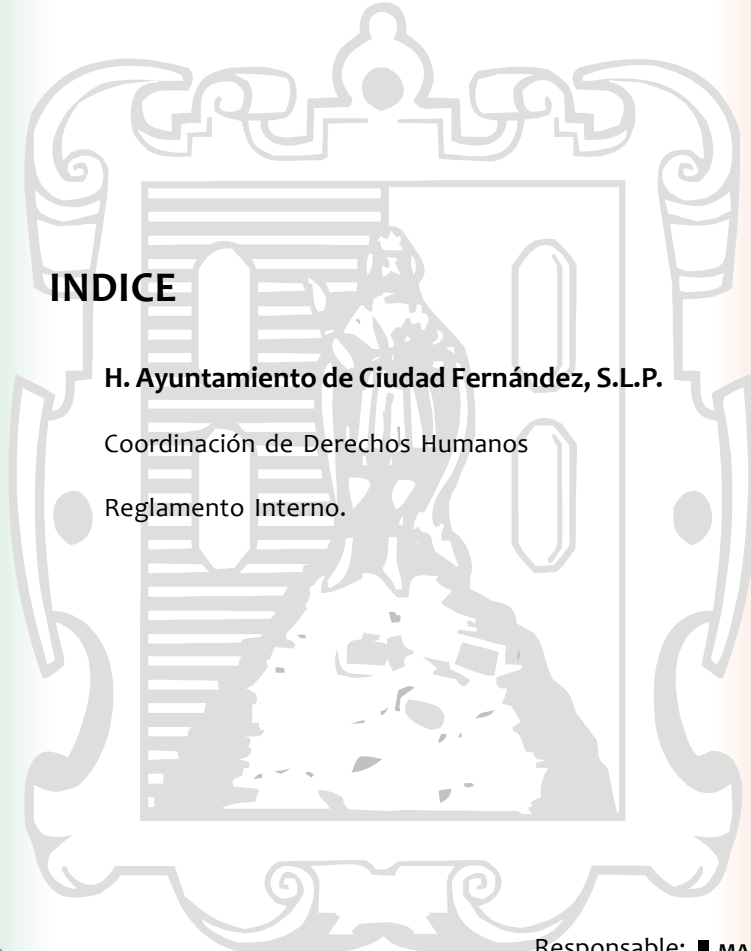 INDICE
H. Ayuntamiento de Ciudad Fernández, S.L.P.
Coordinación de Derechos Humanos
Reglamento Interno.
Responsable: